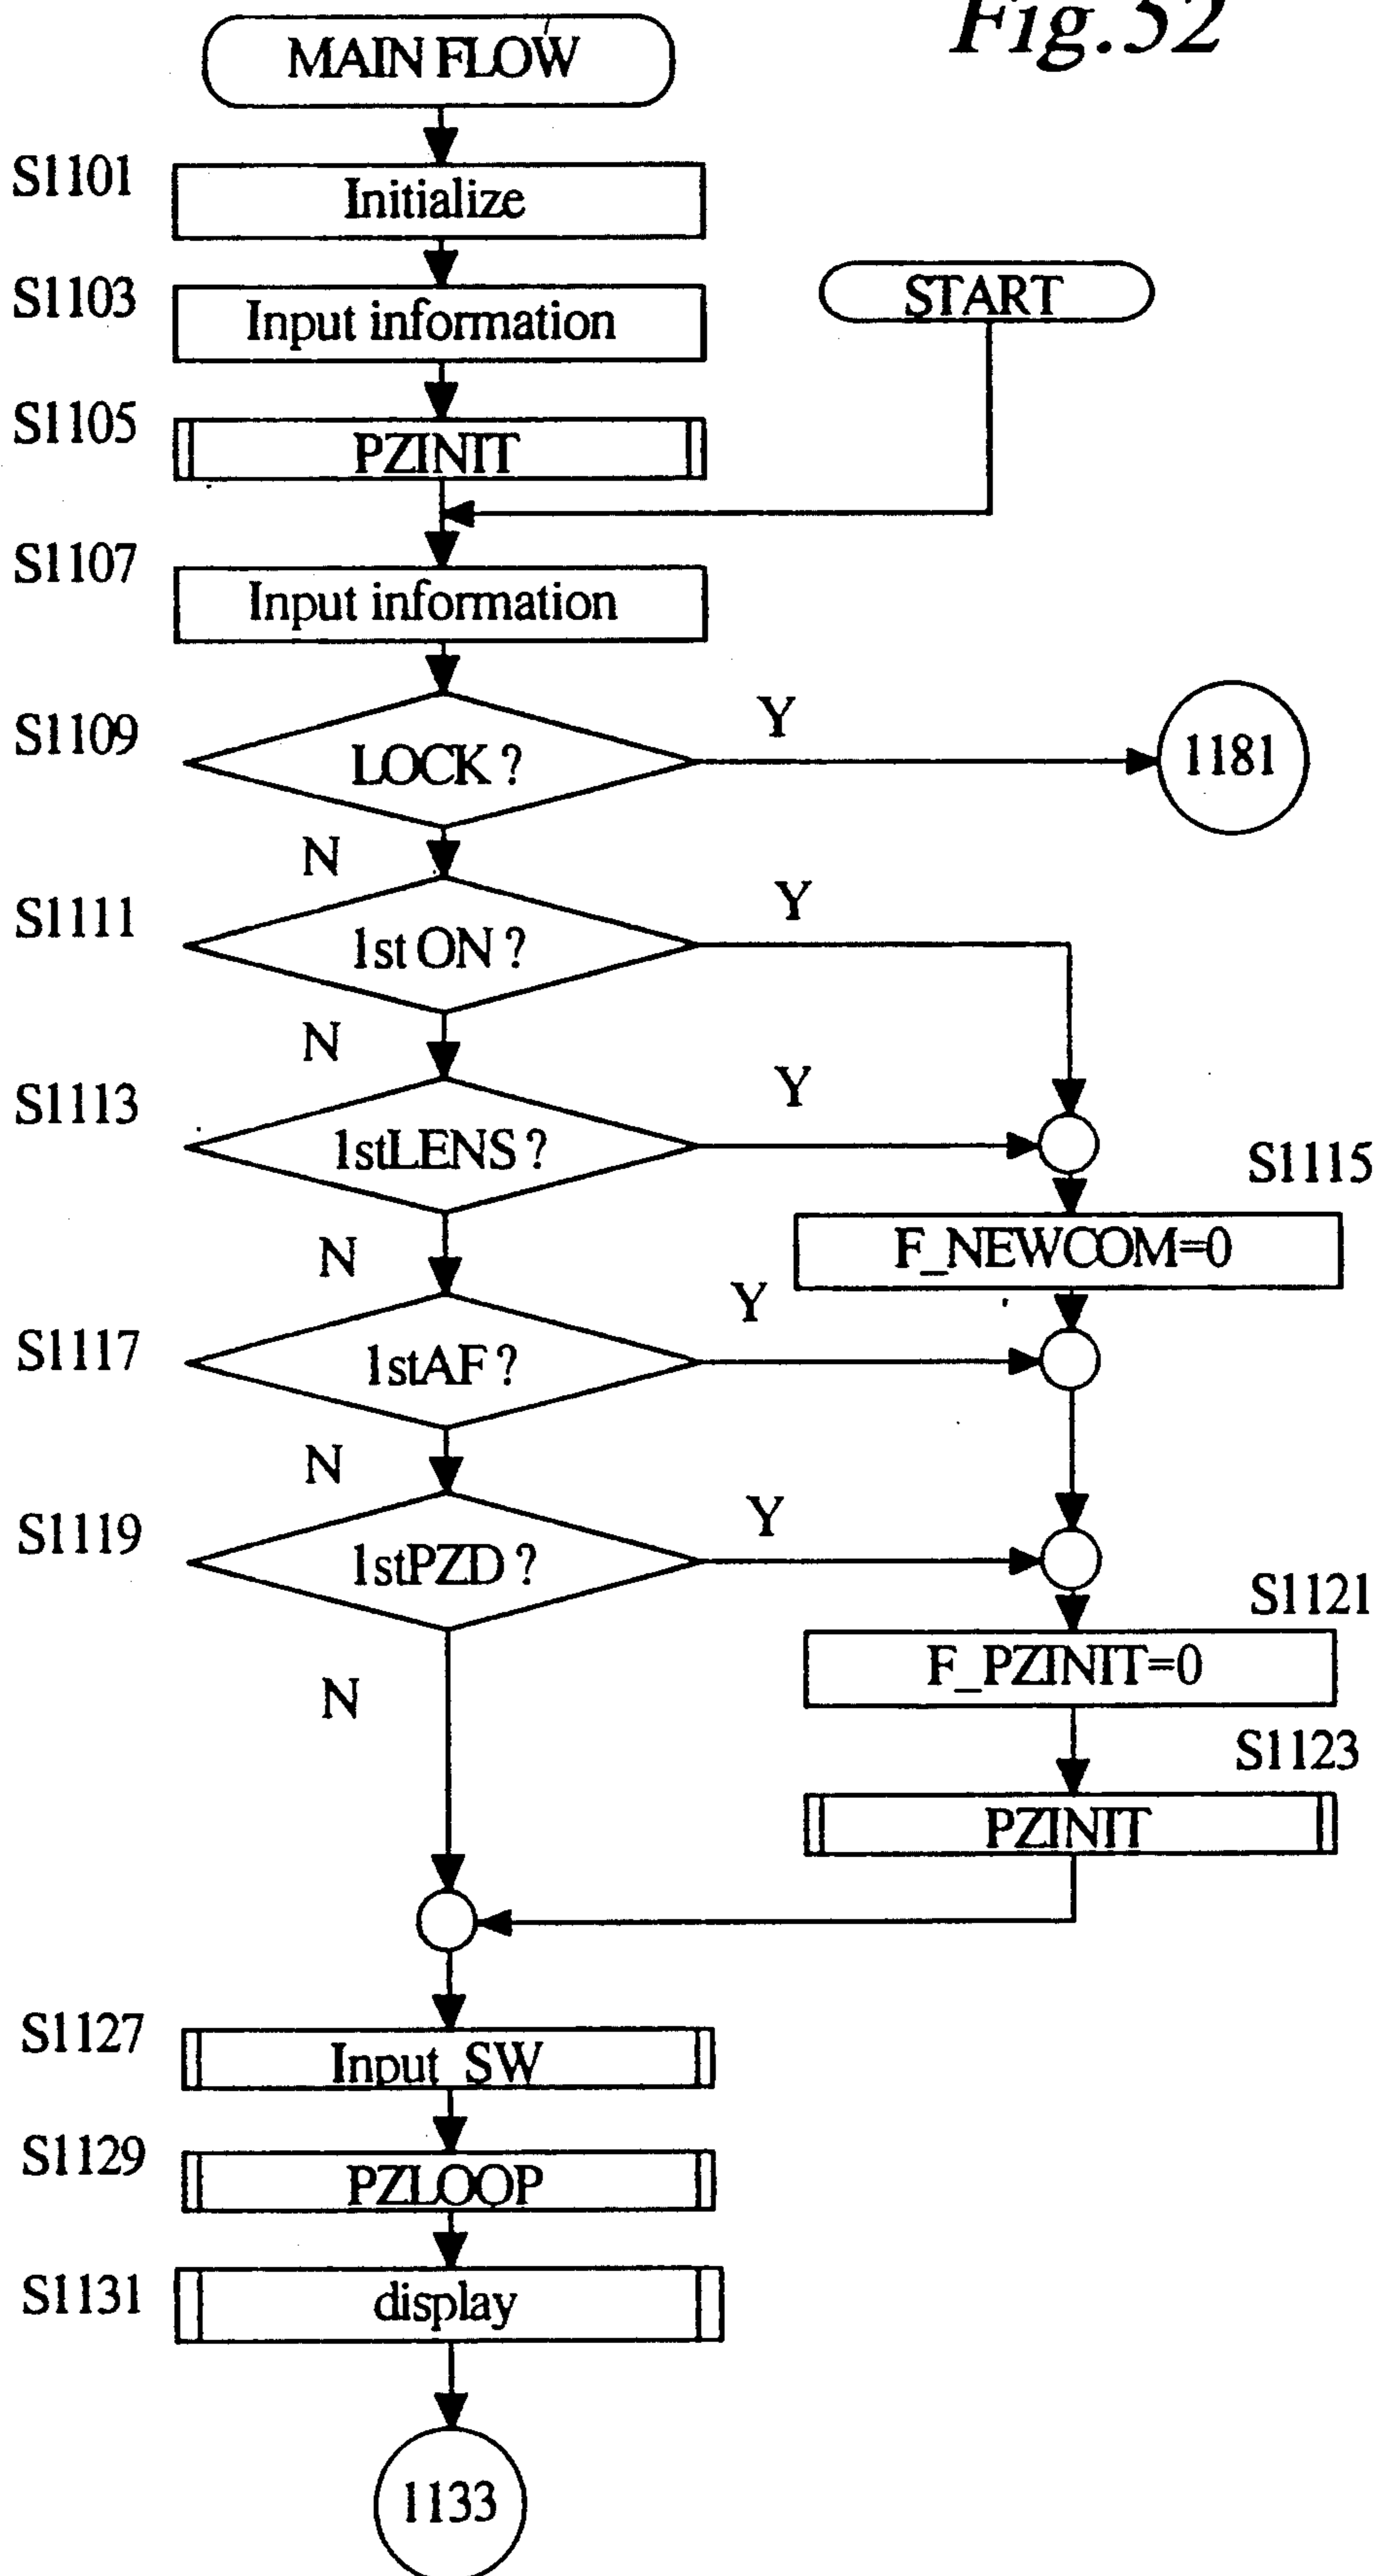 Fig.52
MAIN FLOW
S1101
Initialize
S1103
Input information
START
S1105
PZINIT
S1107
Input information
S1109
LOCK ?
Y
1181
N
S1111
1st ON ?
Y
N
S1113
1stLENS ?
Y
S1115
F_NEWCOM=0
N
S1117
1stAF ?
Y
N
S1119
1stPZD ?
Y
S1121
F_PZINIT=0
N
S1123
PZINIT
S1127
Input_SW
S1129
PZLOOP
S1131
display
1133